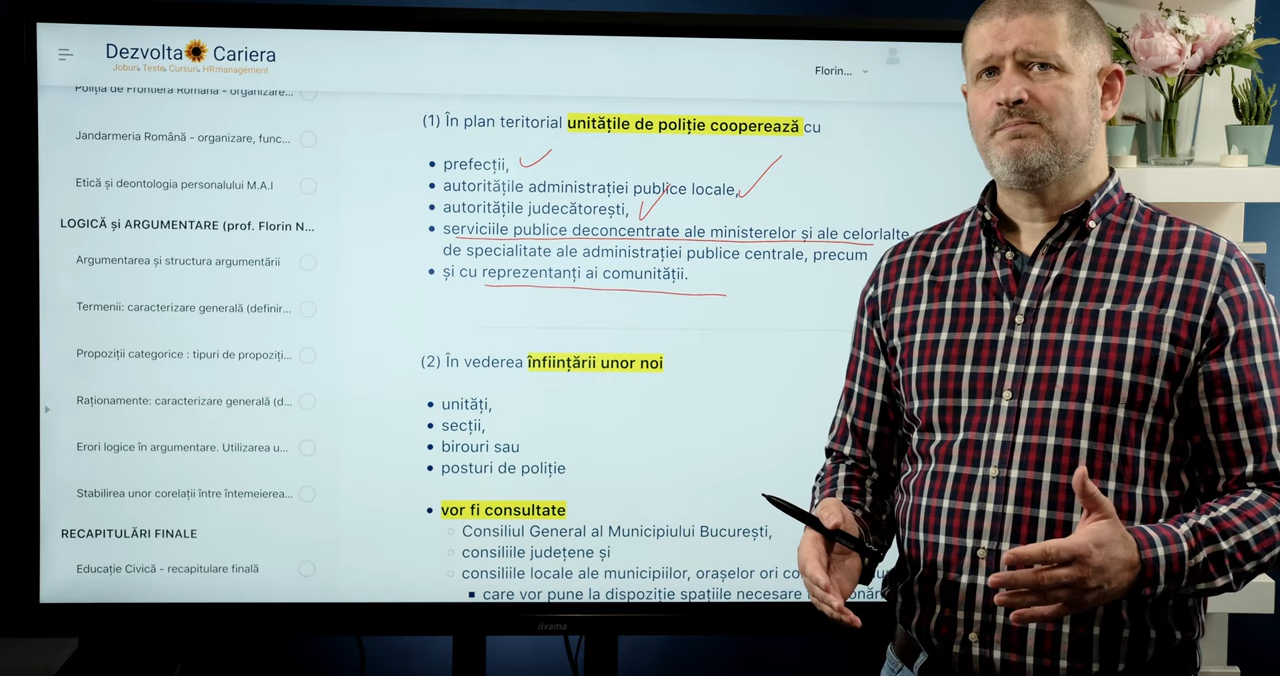 Dezvolta Cariera
Joburi, Teste, Cursuri, HRmanagement
Florin...
Poliția de Frontieră Română - organizare...
Jandarmeria Română - organizare, func...
Etică și deontologia personalului M.A.I
LOGICĂ și ARGUMENTARE (prof. Florin N...
Argumentarea și structura argumentării
Termenii: caracterizare generală (definir...
Propoziții categorice : tipuri de propoziți...
Raționamente: caracterizare generală (d...
Erori logice în argumentare. Utilizarea u...
Stabilirea unor corelații între întemeierea...
RECAPITULĂRI FINALE
Educație Civică - recapitulare finală
(1) În plan teritorial unitățile de poliție cooperează cu
prefecții,
autoritățile administrației publice locale,
autoritățile judecătorești,
serviciile publice deconcentrate ale ministerelor și ale celorlalte
de specialitate ale administrației publice centrale, precum
și cu reprezentanți ai comunității.
(2) În vederea înființării unor noi
unități,
secții,
birouri sau
posturi de poliție
vor fi consultate
Consiliul General al Municipiului București,
consiliile județene și
consiliile locale ale municipiilor, orașelor ori
care vor pune la dispoziție spațiile necesare
iiyama